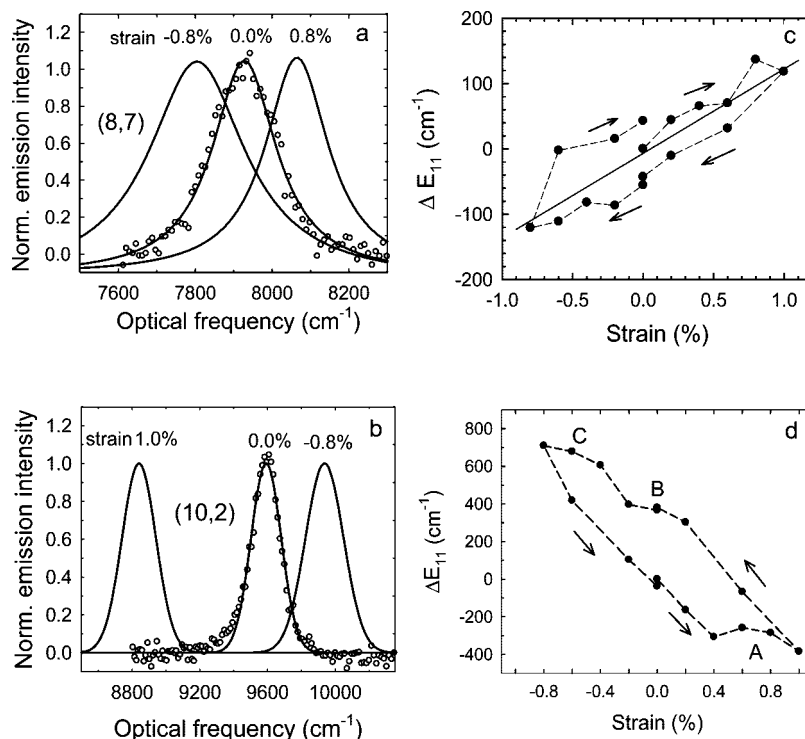 strain -0.8% 0.0% 0.8% a
(8,7)
Norm. emission intensity
1.2
1.0
0.8
0.6
0.4
0.2
0.0
7600 7800 8000 8200
Optical frequency (cm-1)
c
Δ E11 (cm-1)
200
100
0
-100
-200
-1.0 -0.5 0.0 0.5 1.0
Strain (%)
b
strain 1.0% 0.0% -0.8%
(10,2)
Norm. emission intensity
1.2
1.0
0.8
0.6
0.4
0.2
0.0
8800 9200 9600 10000
Optical frequency (cm-1)
d
C
B
A
ΔE11 (cm-1)
800
600
400
200
0
-200
-400
-0.8 -0.4 0.0 0.4 0.8
Strain (%)